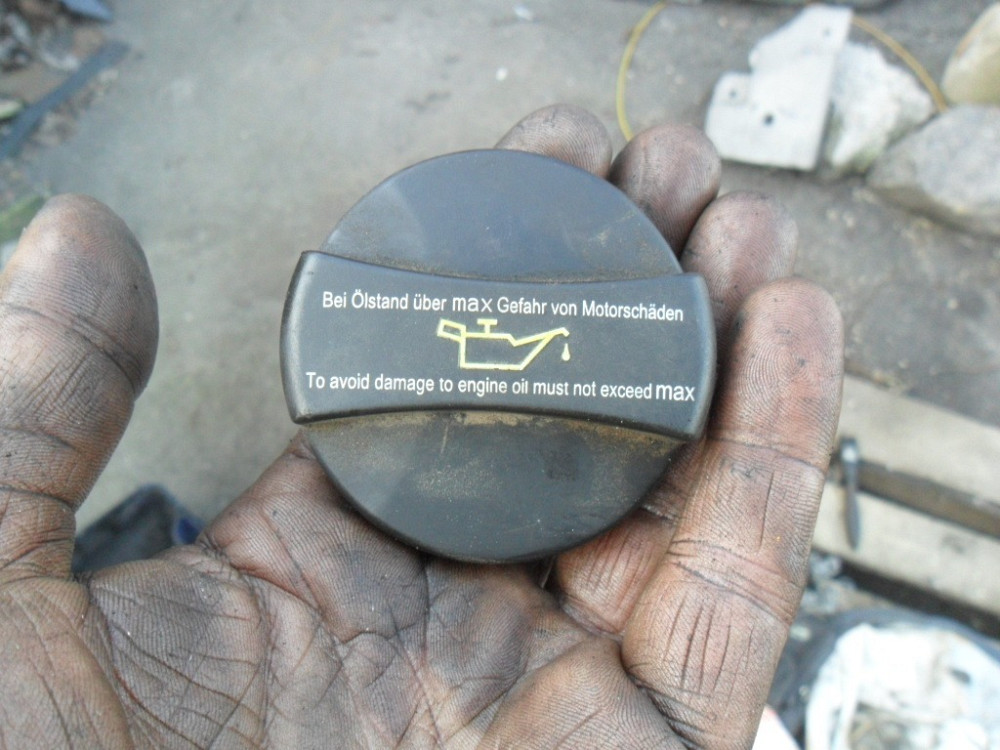 Bei Ölstand über max Gefahr von Motorschäden
To avoid damage to engine oil must not exceed max